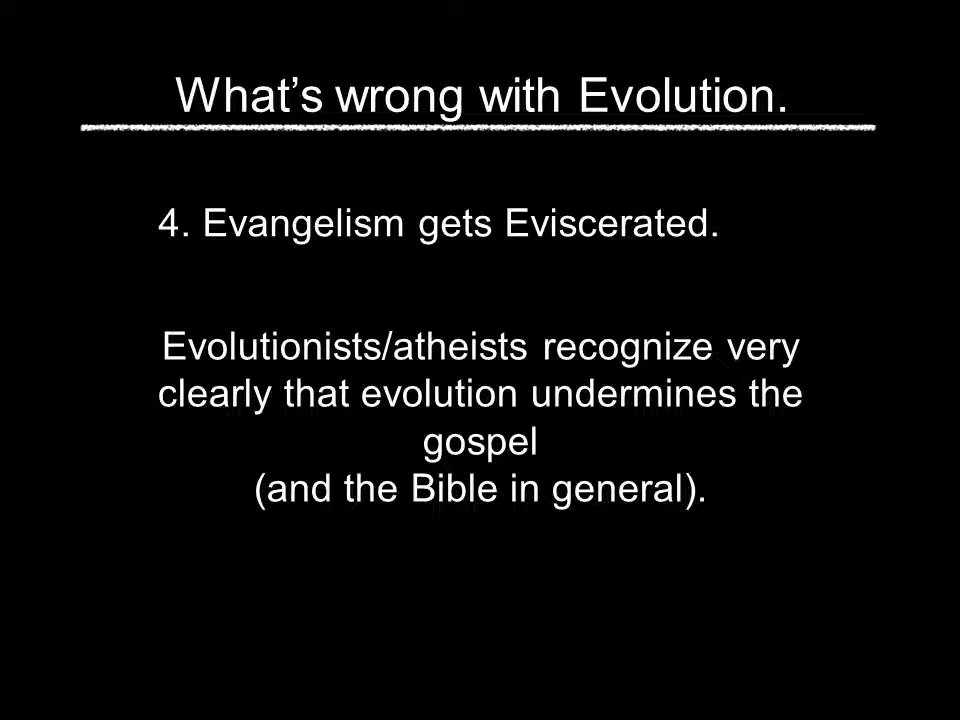 What’s wrong with Evolution.
4. Evangelism gets Eviscerated.
Evolutionists/atheists recognize very
clearly that evolution undermines the
gospel
(and the Bible in general).